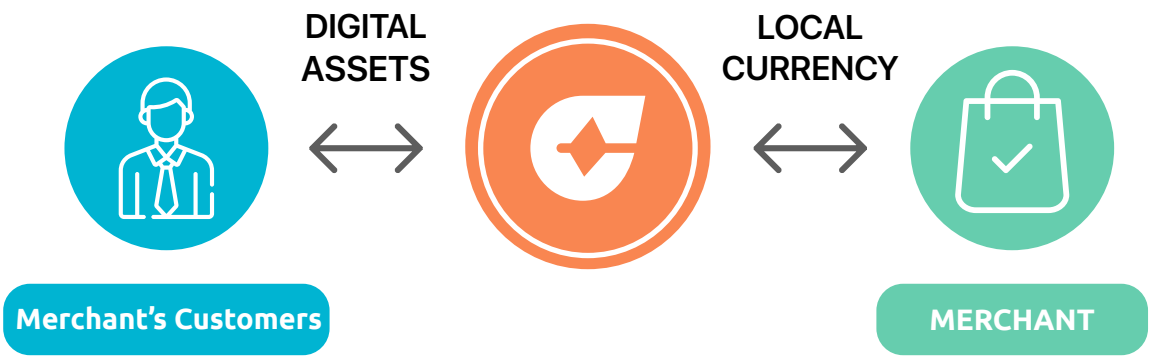 DIGITAL
ASSETS
LOCAL
CURRENCY
Merchant’s Customers
MERCHANT